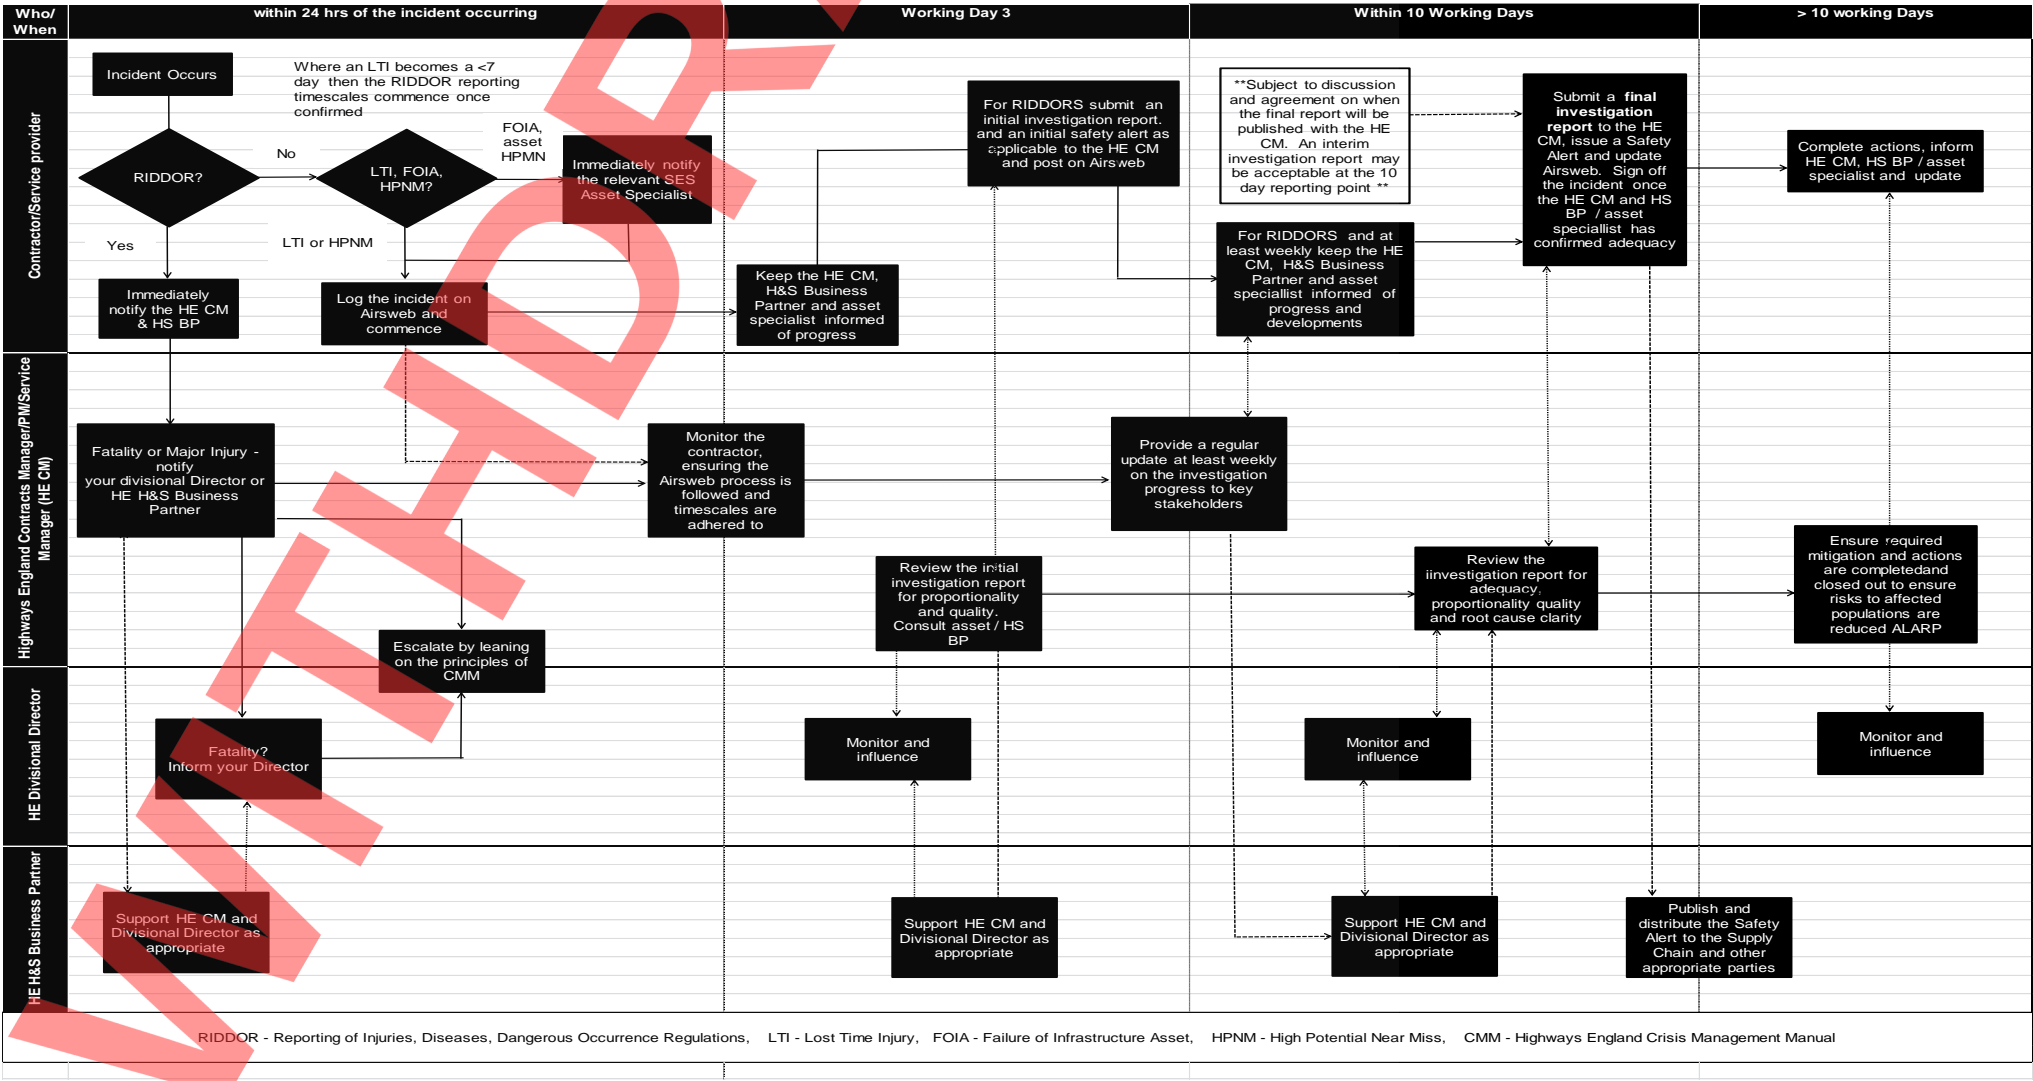 Who/
When
within 24 hrs of the incident occurring
Working Day 3
Within 10 Working Days
> 10 working Days
Contractor/Service provider
Incident Occurs
Where an LTI becomes a <7
day then the RIDDOR reporting
timescales commence once
confirmed
RIDDOR?
No
Yes
LTI, FOIA,
HPNM?
FOIA,
asset
HPMN
LTI or HPNM
Immediately notify
the relevant SES
Asset Specialist
Immediately
notify the HE CM
& HS BP
Log the incident on
Airsweb and
commence
Keep the HE CM,
H&S Business
Partner and asset
specialist informed
of progress
For RIDDORS submit an
initial investigation report.
and an initial safety alert as
applicable to the HE CM
and post on Airsweb
**Subject to discussion
and agreement on when
the final report will be
published with the HE
CM. An interim
investigation report may
be acceptable at the 10
day reporting point **
For RIDDORS and at
least weekly keep the HE
CM, H&S Business
Partner and asset
speciallist informed of
progress and
developments
Submit a final
investigation
report to the HE
CM, issue a Safety
Alert and update
Airsweb. Sign off
the incident once
the HE CM and HS
BP / asset
speciallist has
confirmed adequacy
Complete actions, inform
HE CM, HS BP / asset
specialist and update
Highways England Contracts Manager/PM/Service
Manager (HE CM)
Fatality or Major Injury -
notify
your divisional Director or
HE H&S Business
Partner
Escalate by leaning
on the principles of
CMM
Monitor the
contractor,
ensuring the
Airsweb process is
followed and
timescales are
adhered to
Review the initial
investigation report
for proportionality
and quality.
Consult asset / HS
BP
Provide a regular
update at least weekly
on the investigation
progress to key
stakeholders
Review the
iinvestigation report for
adequacy,
proportionality quality
and root cause clarity
Ensure required
mitigation and actions
are completedand
closed out to ensure
risks to affected
populations are
reduced ALARP
HE Divisional Director
Fatality?
Inform your Director
Monitor and
influence
Monitor and
influence
Monitor and
influence
HE H&S Business Partner
Support HE CM and
Divisional Director as
appropriate
Support HE CM and
Divisional Director as
appropriate
Support HE CM and
Divisional Director as
appropriate
Publish and
distribute the Safety
Alert to the Supply
Chain and other
appropriate parties
RIDDOR - Reporting of Injuries, Diseases, Dangerous Occurrence Regulations, LTI - Lost Time Injury, FOIA - Failure of Infrastructure Asset, HPNM - High Potential Near Miss, CMM - Highways England Crisis Management Manual
WITHDR